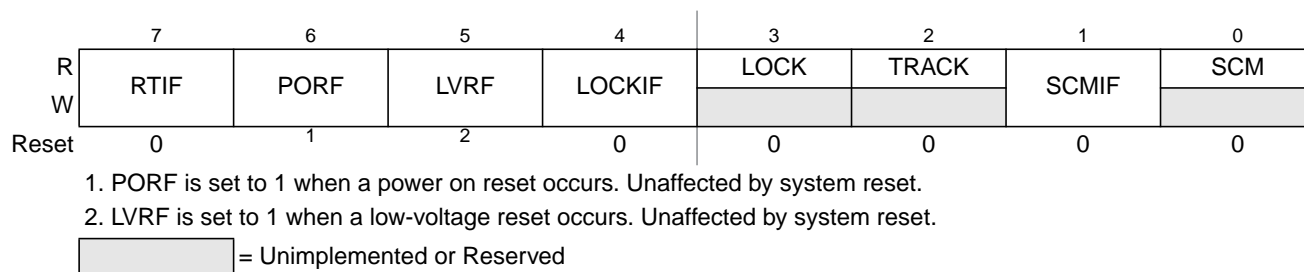 7 6 5 4 3 2 1 0
R RTIF PORF LVRF LOCKIF LOCK TRACK SCMIF SCM
W
Reset 0 1 2 0 0 0 0 0
1. PORF is set to 1 when a power on reset occurs. Unaffected by system reset.
2. LVRF is set to 1 when a low-voltage reset occurs. Unaffected by system reset.
= Unimplemented or Reserved